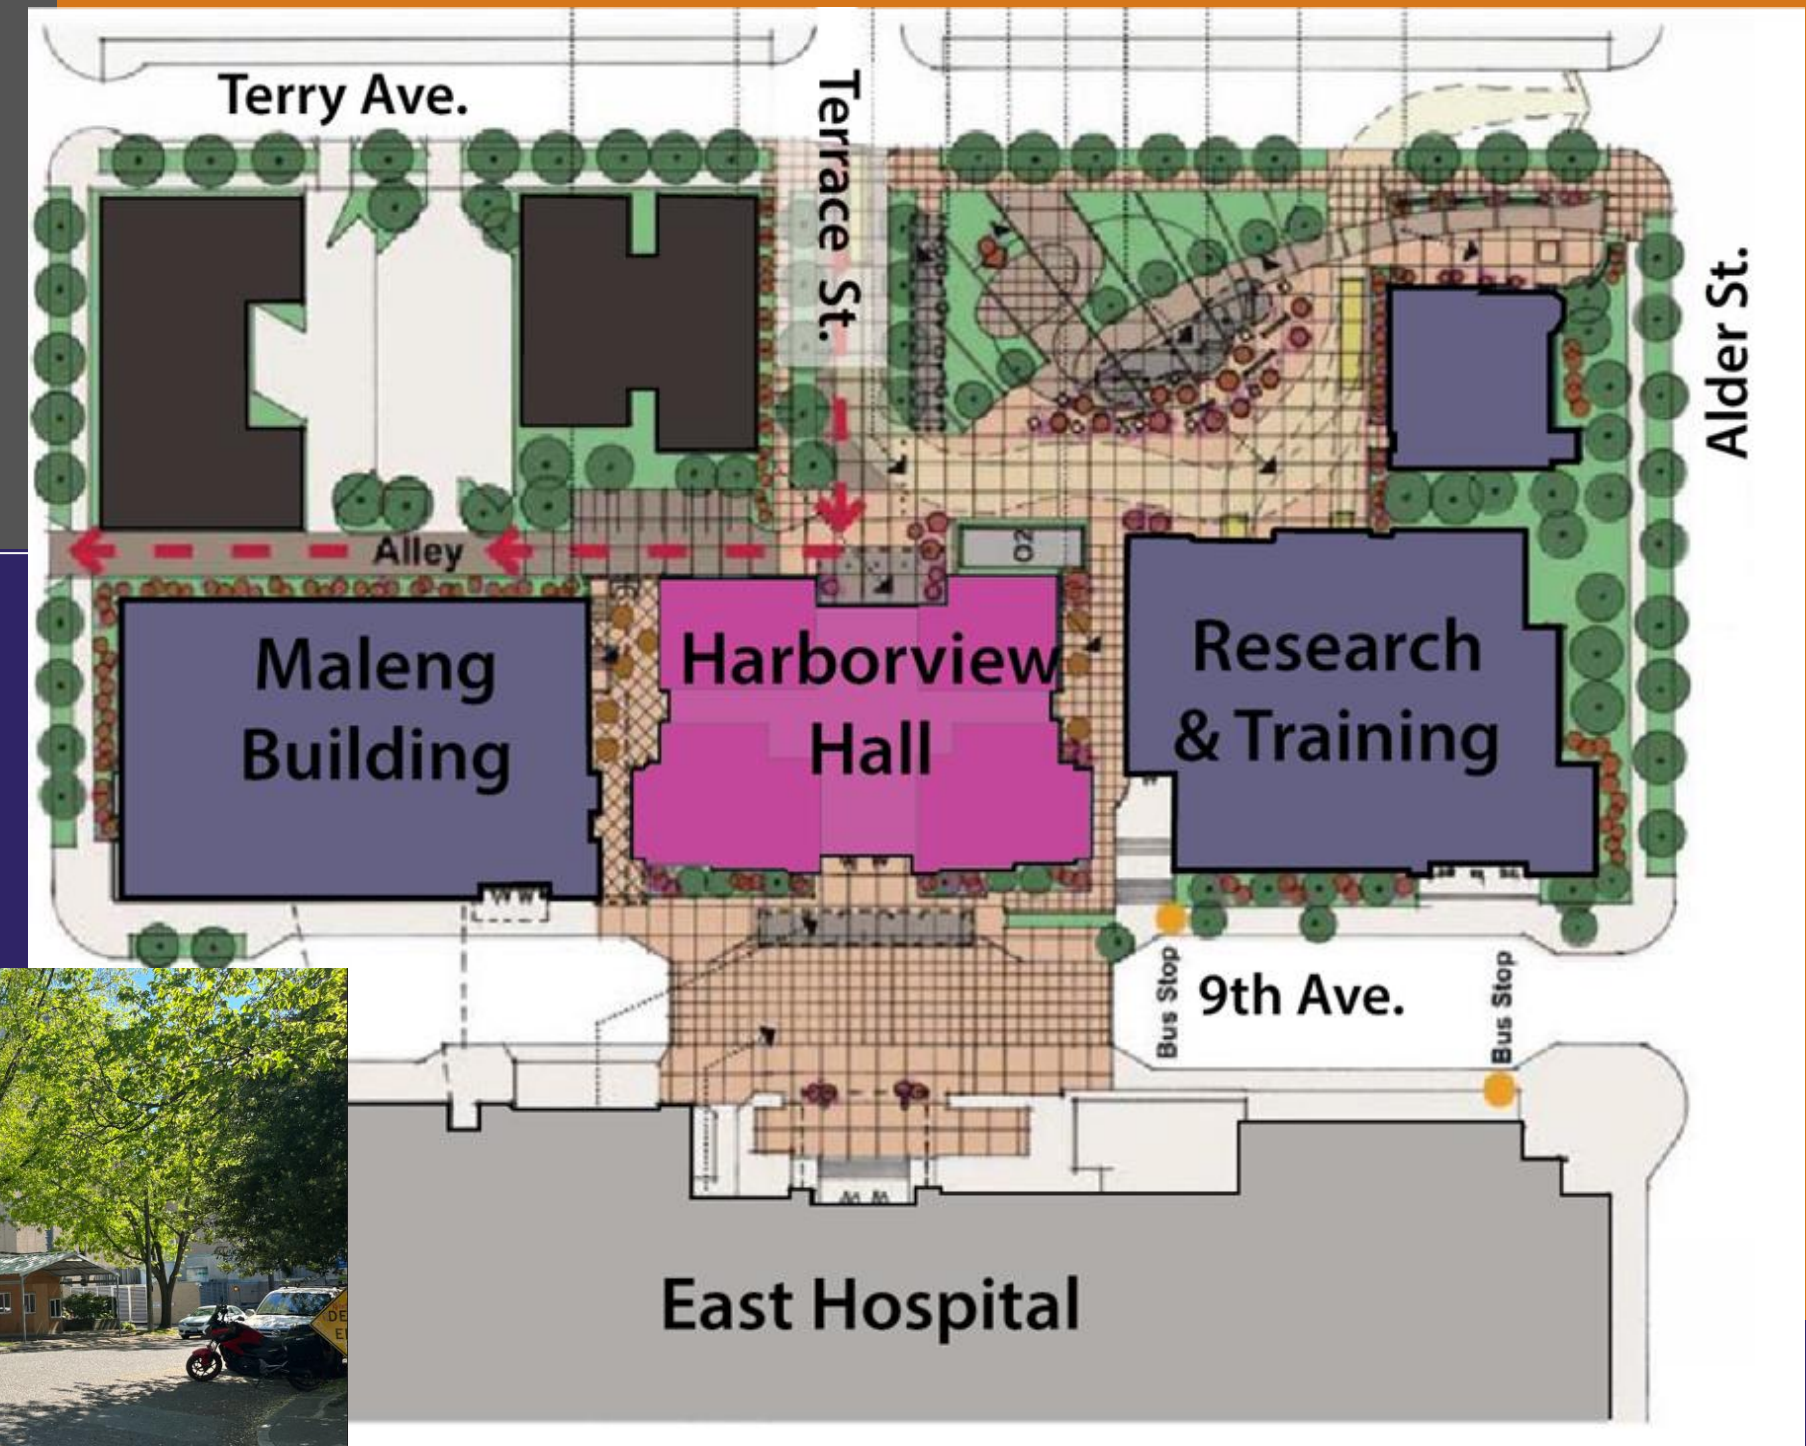 Terry Ave.
Terrace St.
Alder St.
Alley
O2
Maleng
Building
Harborview
Hall
Research
& Training
Bus Stop
9th Ave.
Bus Stop
East Hospital